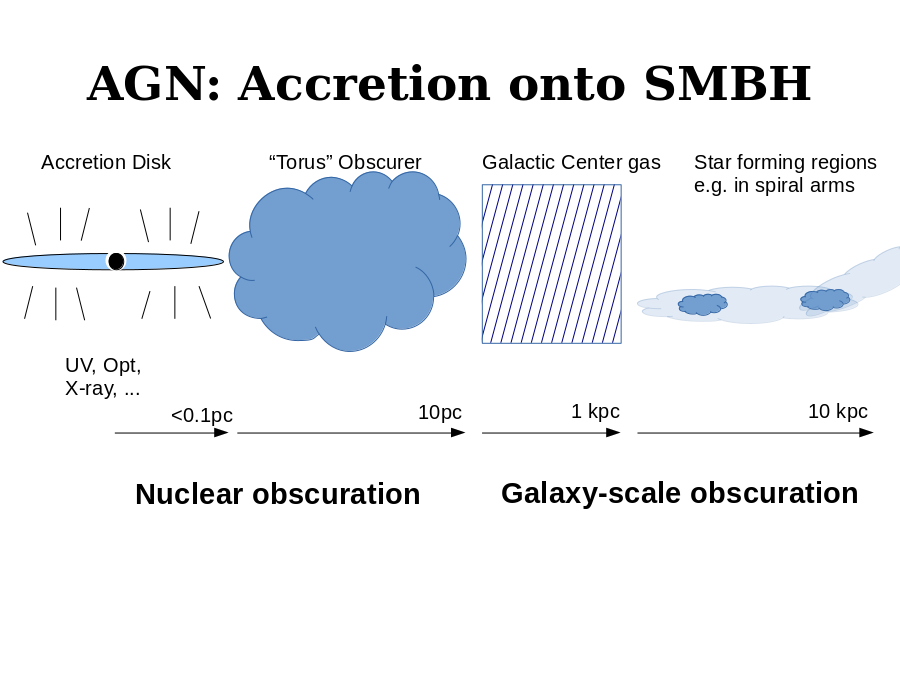 AGN: Accretion onto SMBH
Accretion Disk
“Torus” Obscurer
Galactic Center gas
Star forming regions
e.g. in spiral arms
UV, Opt,
X-ray, ...
<0.1pc
10pc
1 kpc
10 kpc
Nuclear obscuration
Galaxy-scale obscuration